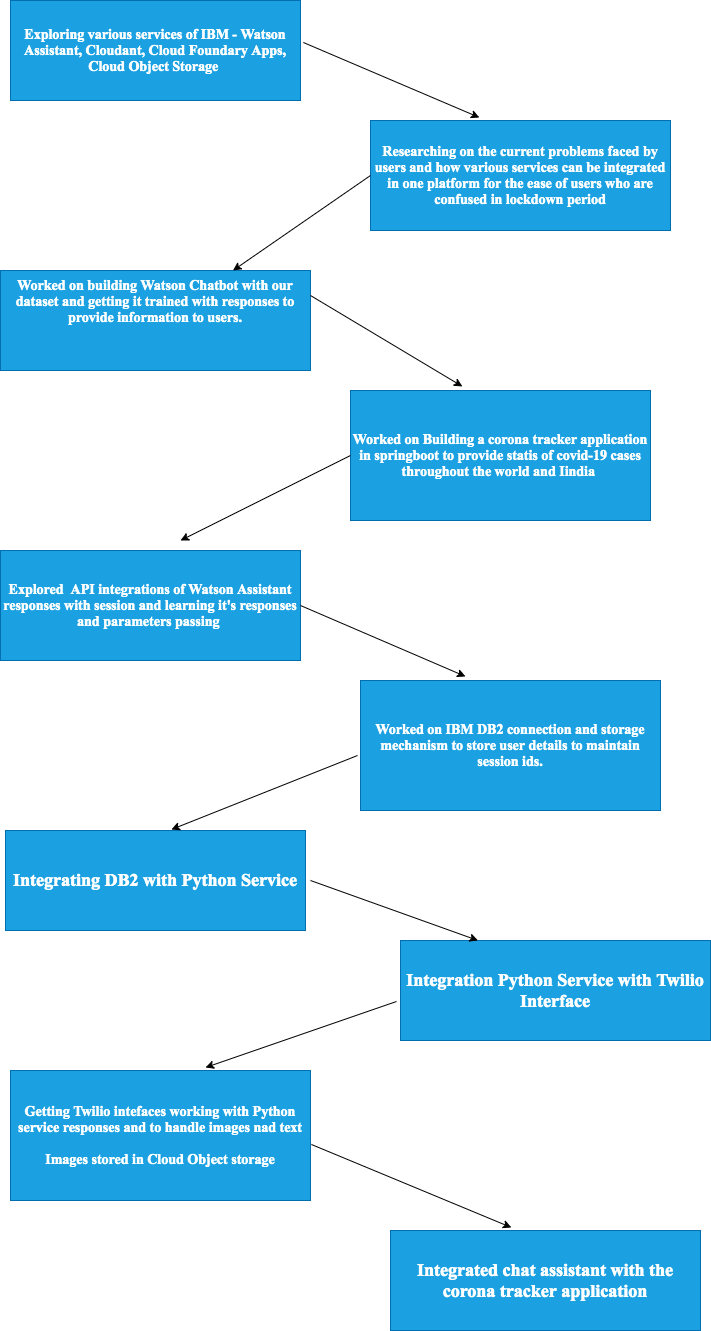 Exploring various services of IBM - Watson
Assistant, Cloudant, Cloud Foundary Apps,
Cloud Object Storage
Researching on the current problems faced by
users and how various services can be integrated
in one platform for the ease of users who are
confused in lockdown period
Worked on building Watson Chatbot with our
dataset and getting it trained with responses to
provide information to users.
Worked on Building a corona tracker application
in springboot to provide statis of covid-19 cases
throughout the world and Iindia
Explored  API integrations of Watson Assistant
responses with session and learning it's responses
and parameters passing
Worked on IBM DB2 connection and storage
mechanism to store user details to maintain
session ids.
Integrating DB2 with Python Service
Integration Python Service with Twilio
Interface
Getting Twilio intefaces working with Python
service responses and to handle images nad text
Images stored in Cloud Object storage
Integrated chat assistant with the
corona tracker application